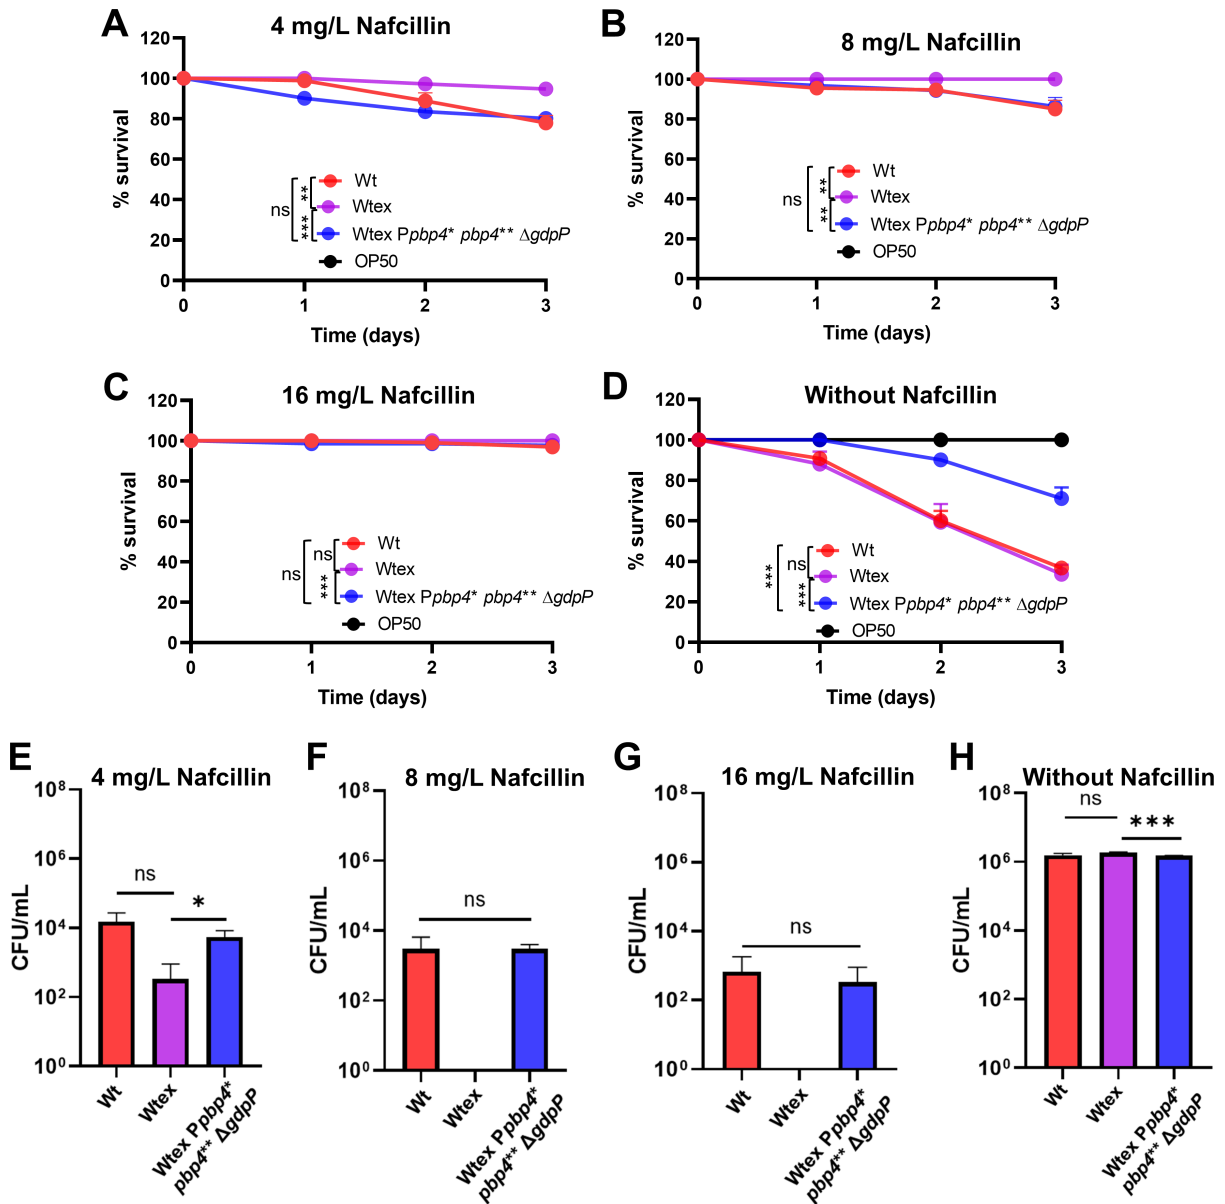 A
4 mg/L Nafcillin
120
100
80
60
40
20
0
% survival
0 1 2 3
Time (days)
ns
**
***
Wt
Wtex
Wtex Ppbp4* pbp4** ΔgdpP
OP50
B
8 mg/L Nafcillin
120
100
80
60
40
20
0
% survival
0 1 2 3
Time (days)
ns
**
**
Wt
Wtex
Wtex Ppbp4* pbp4** ΔgdpP
OP50
C
16 mg/L Nafcillin
120
100
80
60
40
20
0
% survival
0 1 2 3
Time (days)
ns
ns
***
Wt
Wtex
Wtex Ppbp4* pbp4** ΔgdpP
OP50
D
Without Nafcillin
120
100
80
60
40
20
0
% survival
0 1 2 3
Time (days)
***
ns
***
Wt
Wtex
Wtex Ppbp4* pbp4** ΔgdpP
OP50
E
4 mg/L Nafcillin
10⁸
10⁶
10⁴
10²
10⁰
CFU/mL
ns
*
Wt
Wtex
Wtex Ppbp4*
pbp4** ΔgdpP
F
8 mg/L Nafcillin
10⁸
10⁶
10⁴
10²
10⁰
CFU/mL
ns
Wt
Wtex
Wtex Ppbp4*
pbp4** ΔgdpP
G
16 mg/L Nafcillin
10⁸
10⁶
10⁴
10²
10⁰
CFU/mL
ns
Wt
Wtex
Wtex Ppbp4*
pbp4** ΔgdpP
H
Without Nafcillin
10⁸
10⁶
10⁴
10²
10⁰
CFU/mL
ns
***
Wt
Wtex
Wtex Ppbp4*
pbp4** ΔgdpP